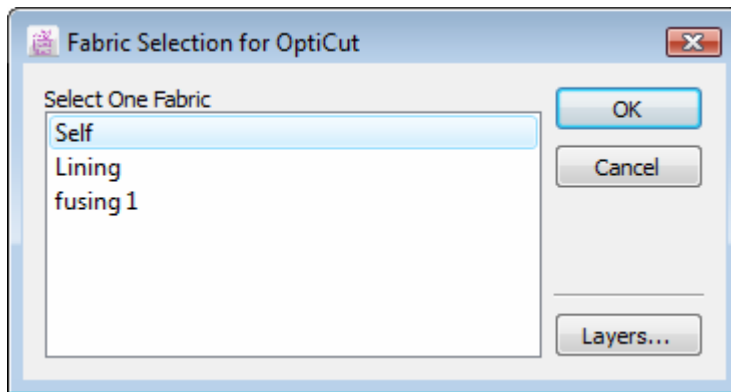 Fabric Selection for OptiCut
Select One Fabric
Self
Lining
fusing 1
OK
Cancel
Layers...